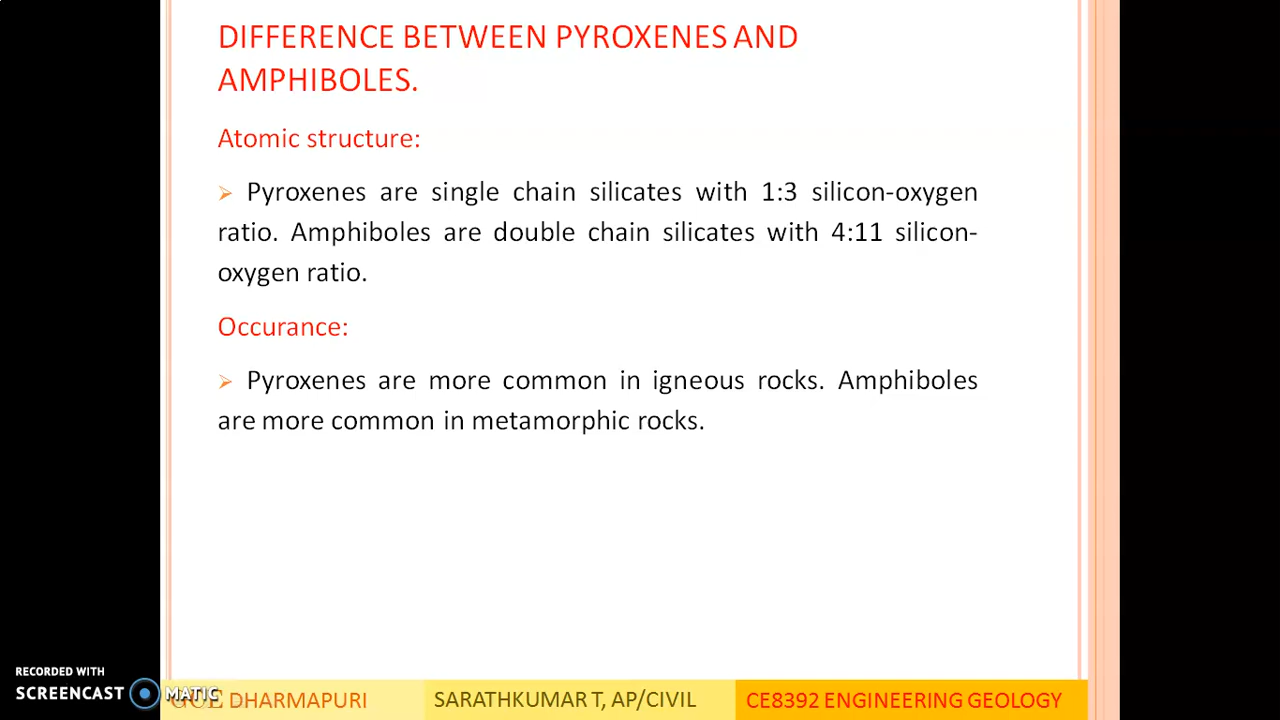 DIFFERENCE BETWEEN PYROXENES AND
AMPHIBOLES.
Atomic structure:
Pyroxenes are single chain silicates with 1:3 silicon-oxygen
ratio. Amphiboles are double chain silicates with 4:11 silicon-
oxygen ratio.
Occurance:
Pyroxenes are more common in igneous rocks. Amphiboles
are more common in metamorphic rocks.
RECORDED WITH
SCREENCAST MATIC
DHARMAPURI
SARATHKUMAR T, AP/CIVIL
CE8392 ENGINEERING GEOLOGY